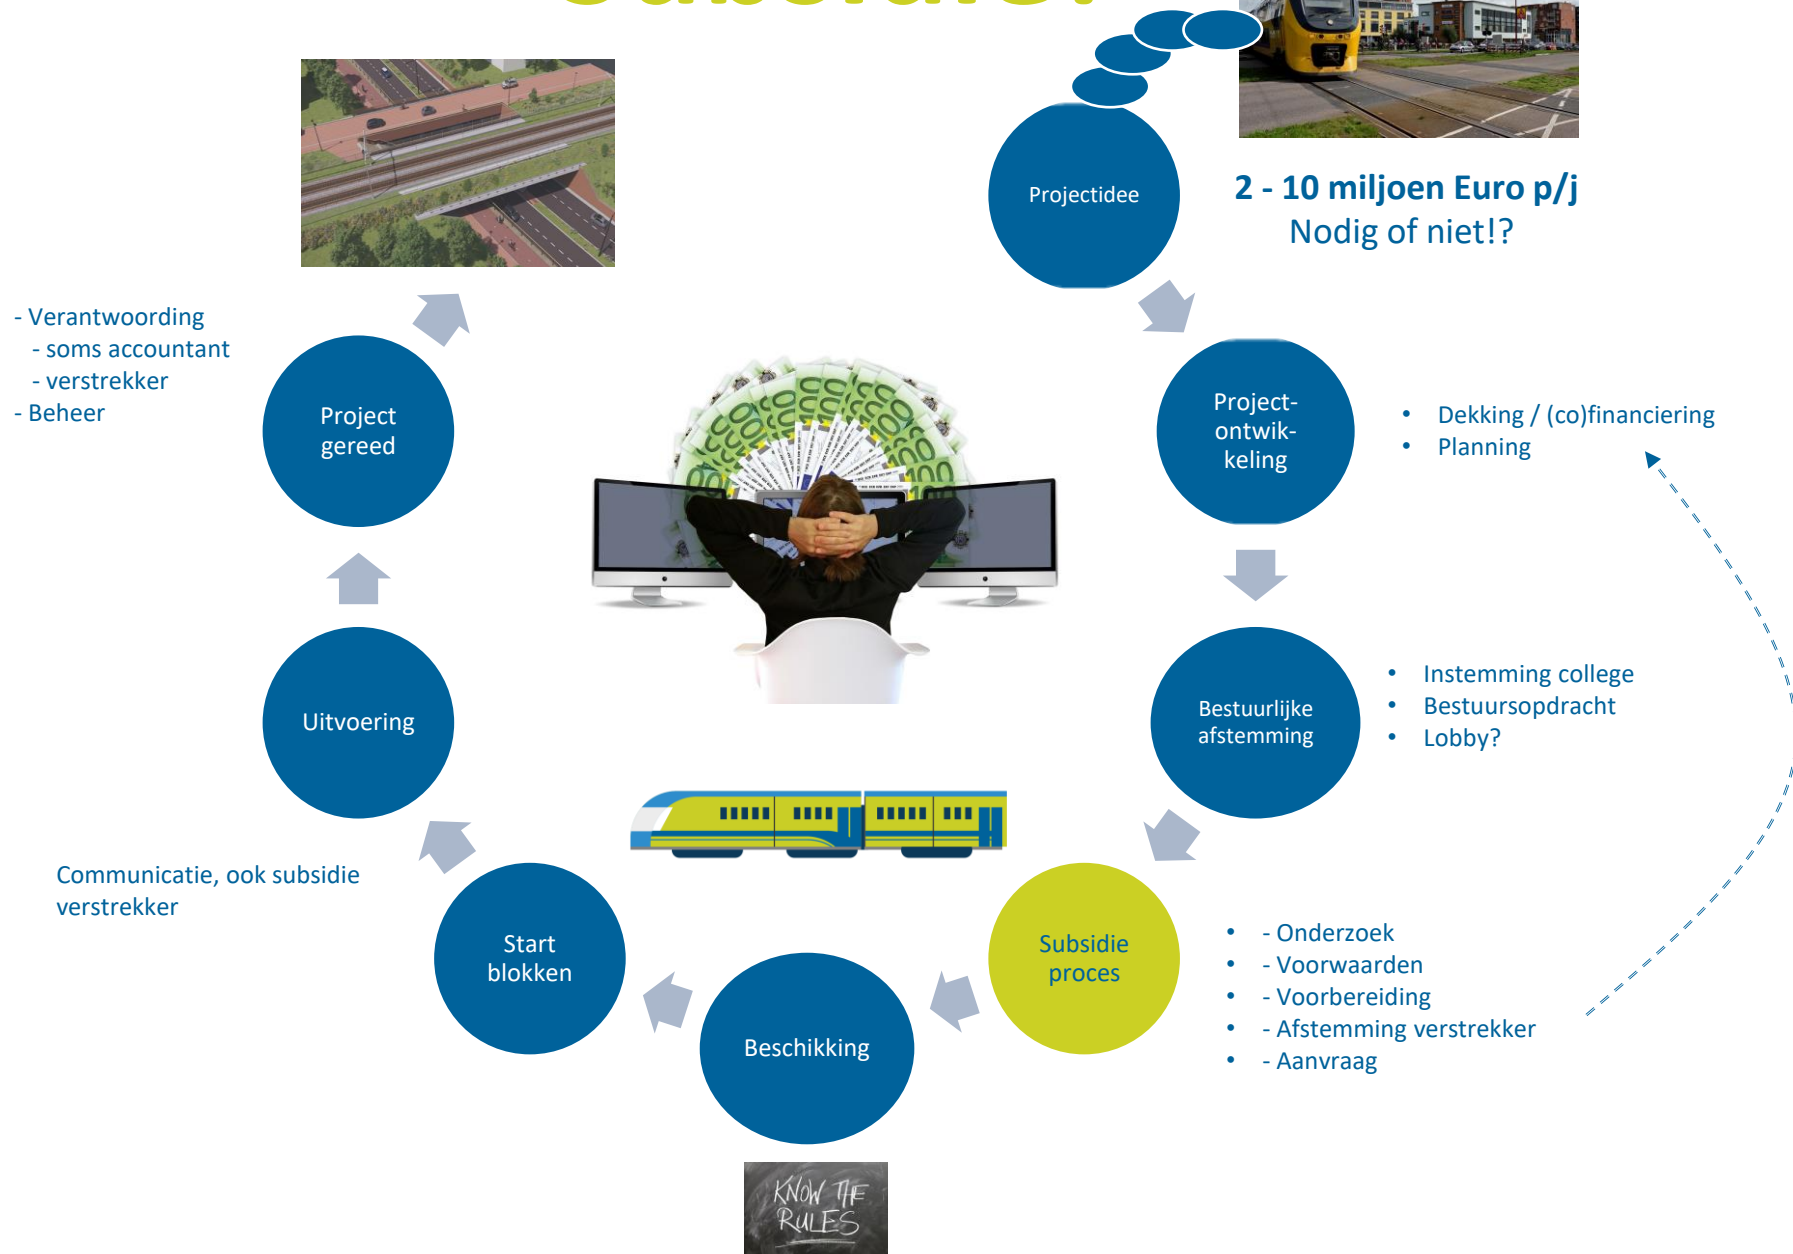 Projectidee
2 - 10 miljoen Euro p/j
Nodig of niet!?
Project-
ontwik-
keling
• Dekking / (co)financiering
• Planning
Bestuurlijke
afstemming
• Instemming college
• Bestuursopdracht
• Lobby?
Subsidie
proces
• - Onderzoek
• - Voorwaarden
• - Voorbereiding
• - Afstemming verstrekker
• - Aanvraag
Beschikking
KNOW THE
RULES
Start
blokken
Communicatie, ook subsidie
verstrekker
Uitvoering
Project
gereed
- Verantwoording
- soms accountant
- verstrekker
- Beheer